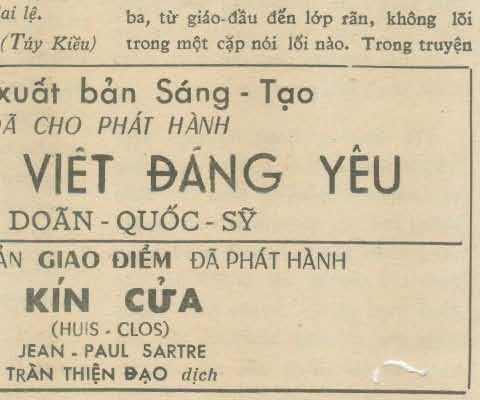 ai lệ.
(Túy Kiều)
ba, từ giáo-đầu đến lớp rãn, không lõi
trong một cặp nói lối nào. Trong truyện
xuất bản Sáng - Tạo
ĐÃ CHO PHÁT HÀNH
VIỆT ĐÁNG YÊU
DOÃN - QUỐC - SỸ
ẢN GIAO ĐIỂM ĐÃ PHÁT HÀNH
KÍN CỬA
(HUIS - CLOS)
JEAN - PAUL SARTRE
TRẦN THIỆN ĐẠO dịch